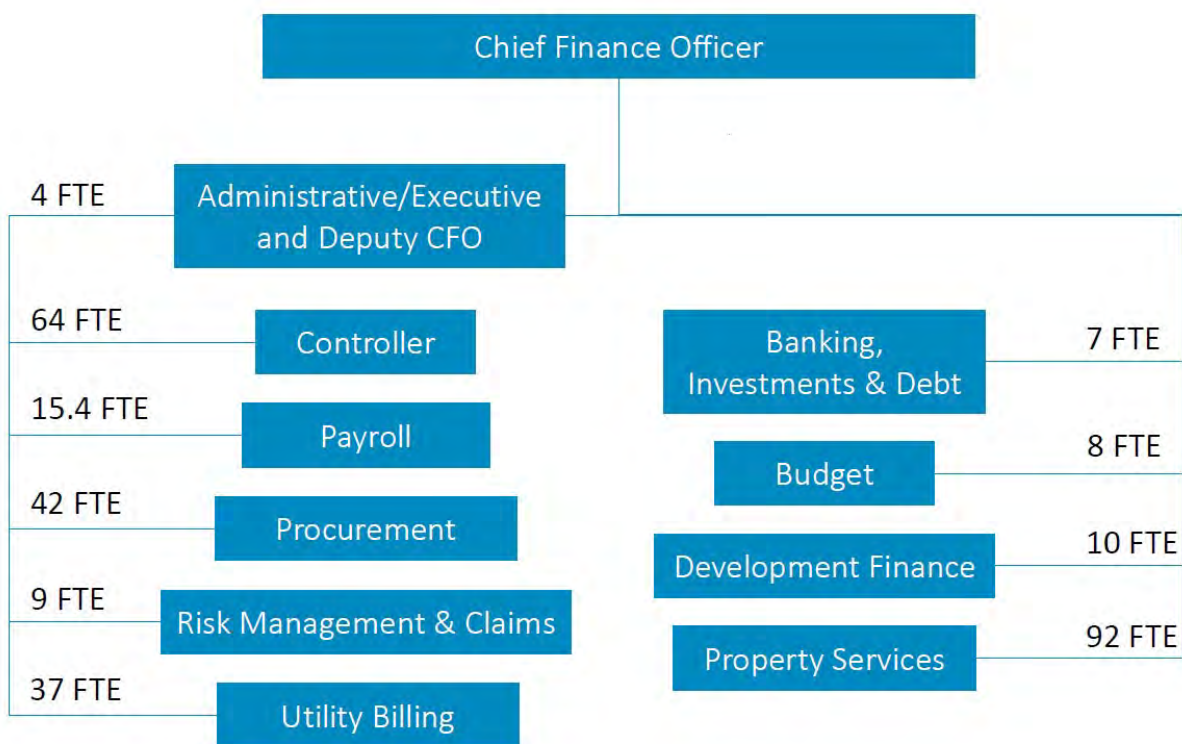 Chief Finance Officer
4 FTE
Administrative/Executive
and Deputy CFO
64 FTE
Controller
15.4 FTE
Payroll
42 FTE
Procurement
9 FTE
Risk Management & Claims
37 FTE
Utility Billing
Banking,
Investments & Debt
7 FTE
Budget
8 FTE
Development Finance
10 FTE
Property Services
92 FTE